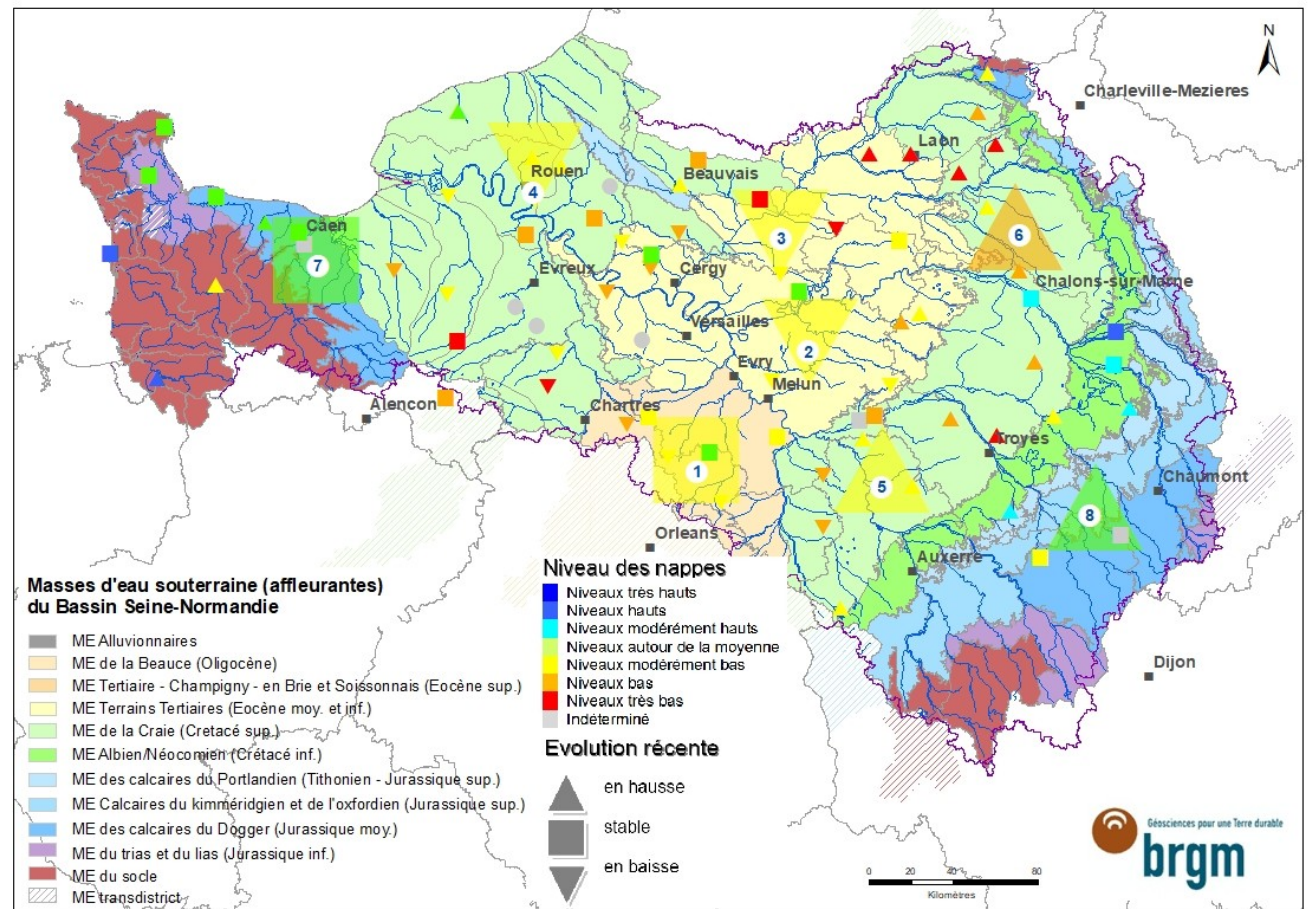 N
Charleville-Mezieres
Laon
Rouen
Beauvais
4
3
6
Caen
7
Evreux
Cergy
Chalons-sur-Marne
Versailles
2
Evry
Melun
Alencon
Chartres
Troyes
1
5
Chaumont
8
Orleans
Auxerre
Dijon
Masses d'eau souterraine (affleurantes)
du Bassin Seine-Normandie
ME Alluvionnaires
ME de la Beauce (Oligocène)
ME Tertiaire - Champigny - en Brie et Soissonnais (Eocène sup.)
ME Terrains Tertiaires (Eocène moy. et inf.)
ME de la Craie (Cretacé sup.)
ME Albien/Néocomien (Crétacé inf.)
ME des calcaires du Portlandien (Tithonien - Jurassique sup.)
ME Calcaires du kimméridgien et de l'oxfordien (Jurassique sup.)
ME des calcaires du Dogger (Jurassique moy.)
ME du trias et du lias (Jurassique inf.)
ME du socle
ME transdistrict
Niveau des nappes
Niveaux très hauts
Niveaux hauts
Niveaux modérément hauts
Niveaux autour de la moyenne
Niveaux modérément bas
Niveaux bas
Niveaux très bas
Indéterminé
Evolution récente
en hausse
stable
en baisse
0 20 40 80
Kilomètres
Géosciences pour une Terre durable
brgm